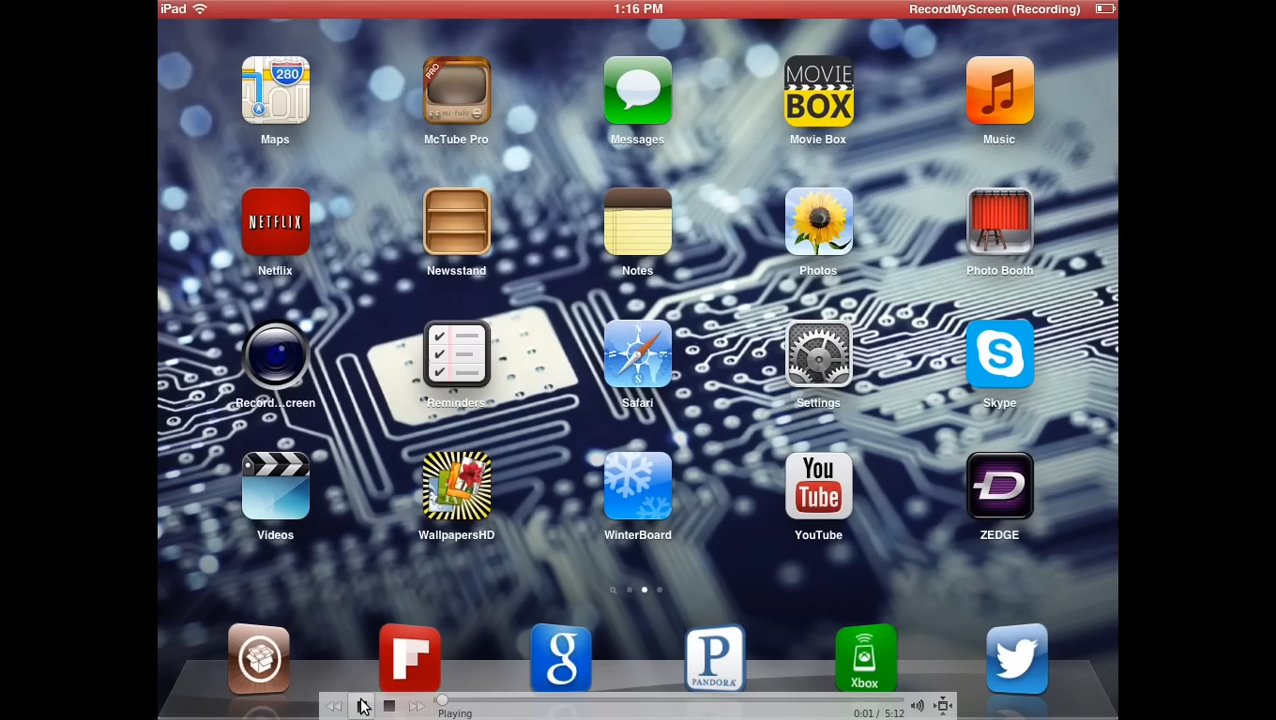 iPad 1:16 PM RecordMyScreen (Recording)
280 PRO MOVIE BOX
Maps McTube Pro Messages Movie Box Music
NETFLIX
Netflix Newsstand Notes Photos Photo Booth
N S
Record...creen Reminders Safari Settings Skype
You Tube
Videos WallpapersHD WinterBoard YouTube ZEDGE
g P PANDORA Xbox
Playing 0:01 / 5:12